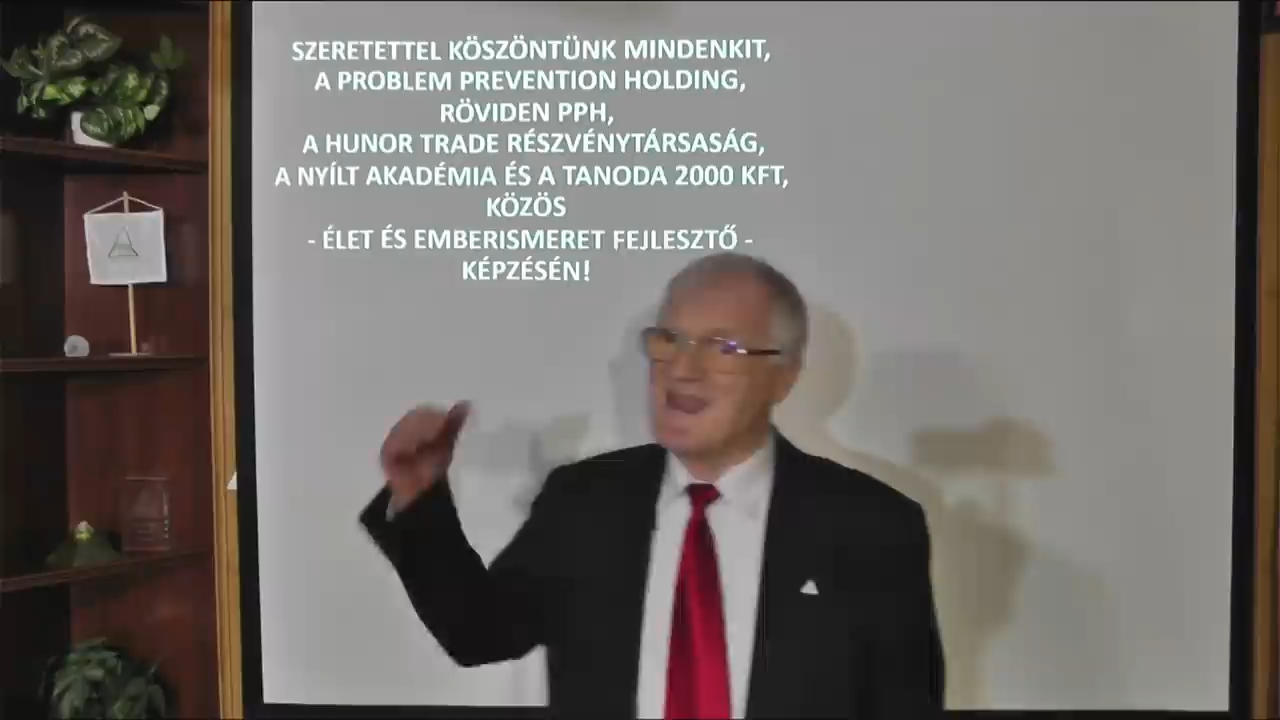 SZERETETTEL KÖSZÖNTÜNK MINDENKIT,
A PROBLEM PREVENTION HOLDING,
RÖVIDEN PPH,
A HUNOR TRADE RÉSZVÉNYTÁRSASÁG,
A NYÍLT AKADÉMIA ÉS A TANODA 2000 KFT,
KÖZÖS
- ÉLET ÉS EMBERISMERET FEJLESZTŐ -
KÉPZÉSÉN!